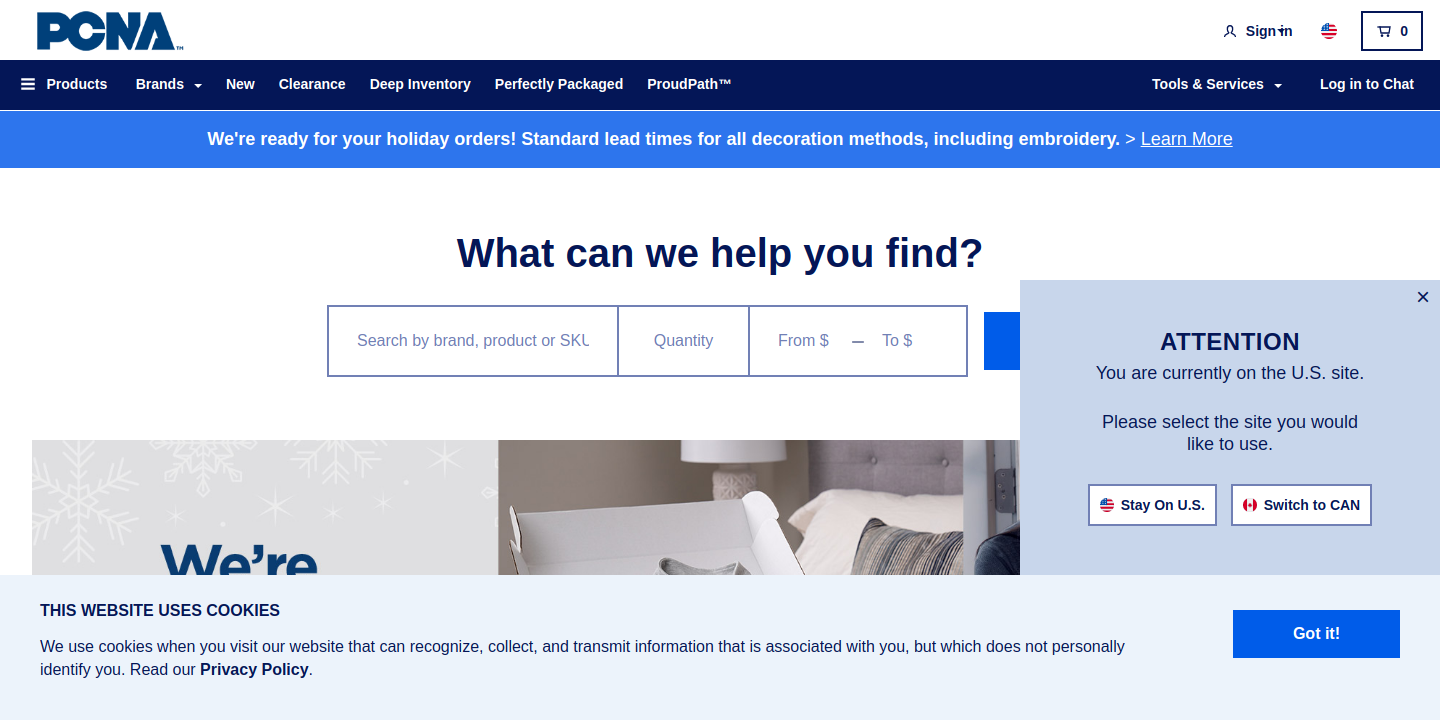 PCNA™
Sign in
0
Products Brands New Clearance Deep Inventory Perfectly Packaged ProudPath™ Tools & Services Log in to Chat
We're ready for your holiday orders! Standard lead times for all decoration methods, including embroidery. > Learn More
What can we help you find?
Search by brand, product or SKU Quantity From $ – To $
×
ATTENTION
You are currently on the U.S. site.
Please select the site you would
like to use.
Stay On U.S. Switch to CAN
We're
THIS WEBSITE USES COOKIES
We use cookies when you visit our website that can recognize, collect, and transmit information that is associated with you, but which does not personally
identify you. Read our Privacy Policy.
Got it!